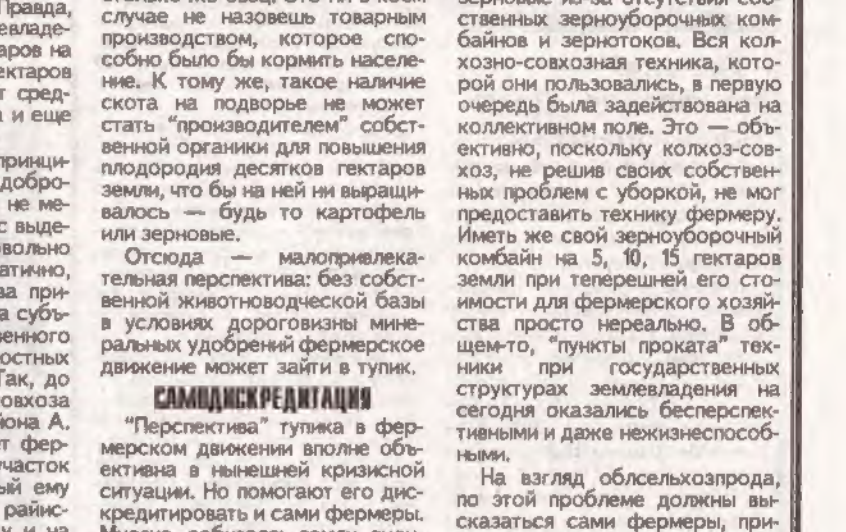 Правда,
евладе-
аров на
ектаров
т сред-
а и еще
принци-
добро-
не ме-
с выде-
вольно
атично,
ва при-
а субъ-
венного
остных
Так, до
овхоза
йона А.
т фер-
участок
ый ему
райис-
случае не назовешь товарным
производством, которое спо-
собно было бы кормить населе-
ние. К тому же, такое наличие
скота на подворье не может
стать "производителем" собст-
венной органики для повышения
плодородия десятков гектаров
земли, что бы на ней ни выращи-
валось — будь то картофель
или зерновые.
Отсюда — малопривлека-
тельная перспектива: без собст-
венной животноводческой базы
в условиях дороговизны мине-
ральных удобрений фермерское
движение может зайти в тупик.
САМОДИСКРЕДИТАЦИЯ
"Перспектива" тупика в фер-
мерском движении вполне объ-
ективна в нынешней кризисной
ситуации. Но помогают его дис-
кредитировать и сами фермеры.
зерновые из-за отсутствия соб-
ственных зерноуборочных ком-
байнов и зернотоков. Вся кол-
хозно-совхозная техника, кото-
рой они пользовались, в первую
очередь была задействована на
коллективном поле. Это — объ-
ективно, поскольку колхоз-сов-
хоз, не решив своих собствен-
ных проблем с уборкой, не мог
предоставить технику фермеру.
Иметь же свой зерноуборочный
комбайн на 5, 10, 15 гектаров
земли при теперешней его сто-
имости для фермерского хозяй-
ства просто нереально. В об-
щем-то, "пункты проката" тех-
ники при государственных
структурах землевладения на
сегодня оказались бесперспек-
тивными и даже нежизнеспособ-
ными.
На взгляд облсельхозпрода,
по этой проблеме должны вы-
сказаться сами фермеры, при-